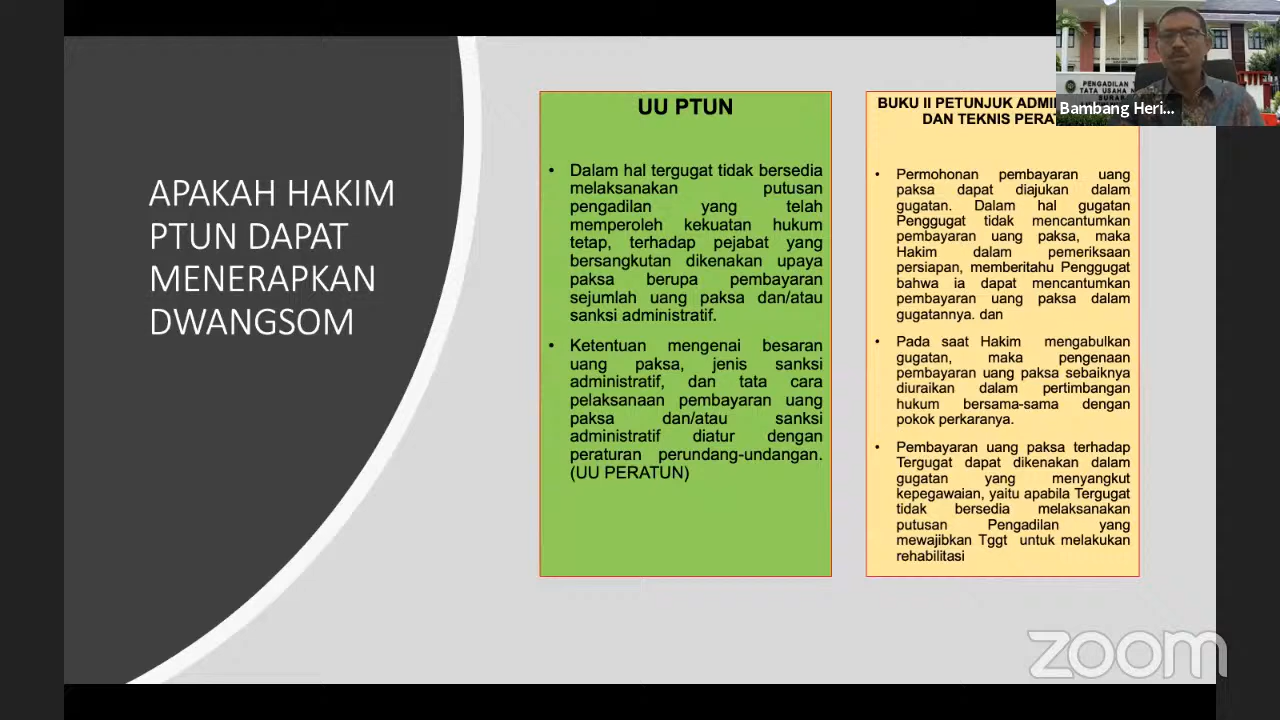 APAKAH HAKIM
PTUN DAPAT
MENERAPKAN
DWANGSOM
UU PTUN
• Dalam hal tergugat tidak bersedia
melaksanakan putusan
pengadilan yang telah
memperoleh kekuatan hukum
tetap, terhadap pejabat yang
bersangkutan dikenakan upaya
paksa berupa pembayaran
sejumlah uang paksa dan/atau
sanksi administratif.
• Ketentuan mengenai besaran
uang paksa, jenis sanksi
administratif, dan tata cara
pelaksanaan pembayaran uang
paksa dan/atau sanksi
administratif diatur dengan
peraturan perundang-undangan.
(UU PERATUN)
BUKU II PETUNJUK ADMI
DAN TEKNIS PERAT
• Permohonan pembayaran uang
paksa dapat diajukan dalam
gugatan. Dalam hal gugatan
Penggugat tidak mencantumkan
pembayaran uang paksa, maka
Hakim dalam pemeriksaan
persiapan, memberitahu Penggugat
bahwa ia dapat mencantumkan
pembayaran uang paksa dalam
gugatannya. dan
• Pada saat Hakim mengabulkan
gugatan, maka pengenaan
pembayaran uang paksa sebaiknya
diuraikan dalam pertimbangan
hukum bersama-sama dengan
pokok perkaranya.
• Pembayaran uang paksa terhadap
Tergugat dapat dikenakan dalam
gugatan yang menyangkut
kepegawaian, yaitu apabila Tergugat
tidak bersedia melaksanakan
putusan Pengadilan yang
mewajibkan Tggt untuk melakukan
rehabilitasi
PENGADILAN T
TATA USAHA N
Bambang Heri...
zoom